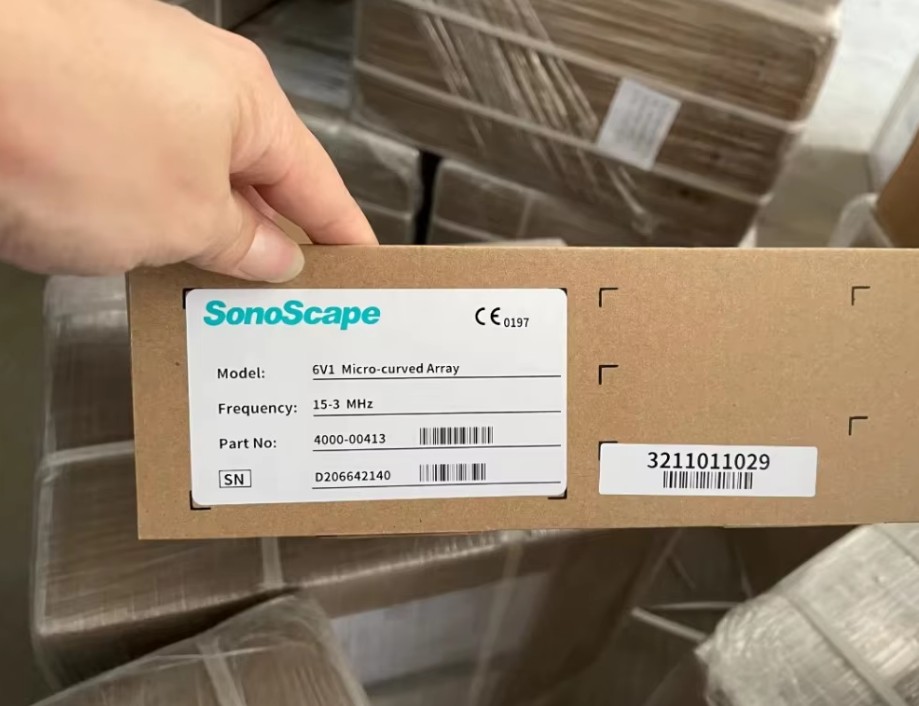 SonoScape
CE 0197
Model: 6V1 Micro-curved Array
Frequency: 15-3 MHz
Part No: 4000-00413
SN D206642140
3211011029